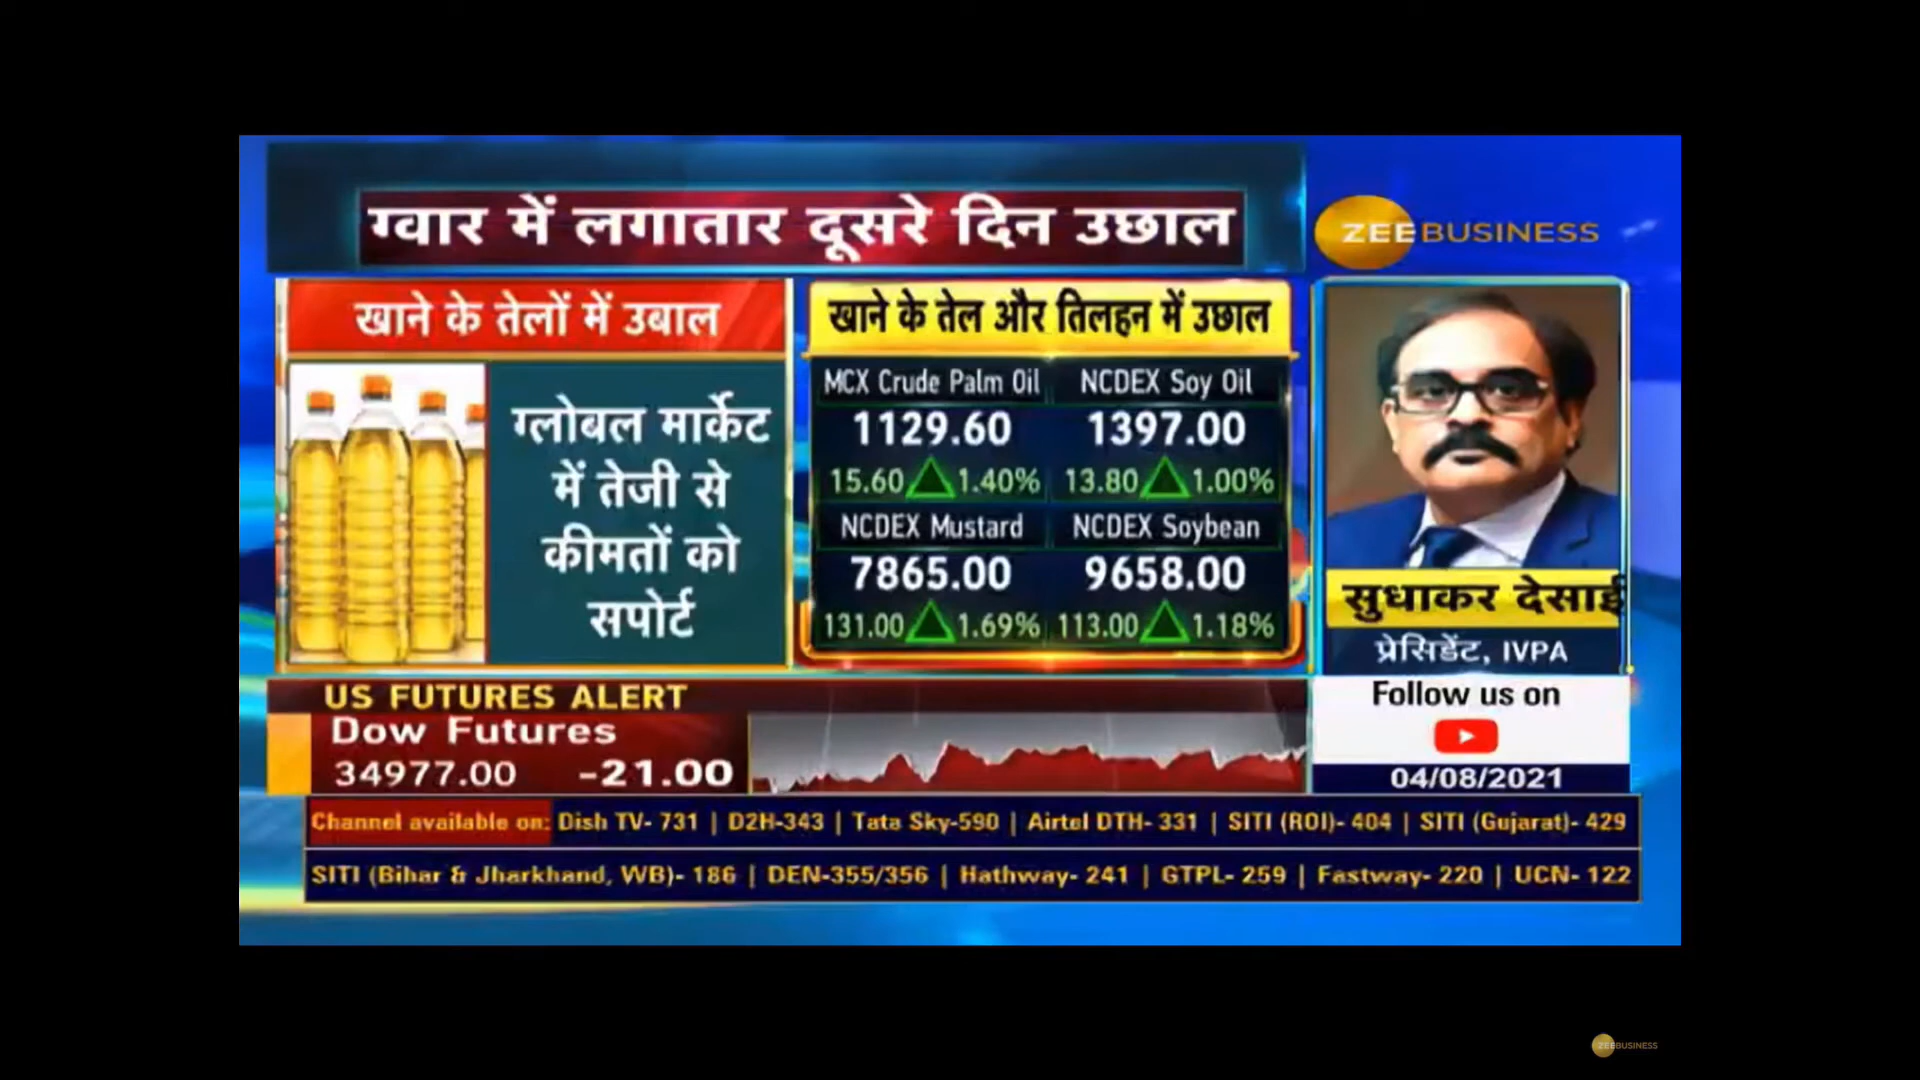 ग्वार में लगातार दूसरे दिन उछाल
ZEEBUSINESS
खाने के तेलों में उबाल
ग्लोबल मार्केट
में तेजी से
कीमतों को
सपोर्ट
खाने के तेल और तिलहन में उछाल
MCX Crude Palm Oil NCDEX Soy Oil
1129.60 1397.00
15.60 1.40% 13.80 1.00%
NCDEX Mustard NCDEX Soybean
7865.00 9658.00
131.00 1.69% 113.00 1.18%
सुधाकर देसाई
प्रेसिडेंट, IVPA
US FUTURES ALERT
Dow Futures
34977.00 -21.00
Follow us on
04/08/2021
Channel available on: Dish TV- 731 | D2H-343 | Tata Sky-590 | Airtel DTH- 331 | SITI (ROI)- 404 | SITI (Gujarat)- 429
SITI (Bihar & Jharkhand, WB)- 186 | DEN-355/356 | Hathway- 241 | GTPL- 259 | Fastway- 220 | UCN- 122
ZEEBUSINESS